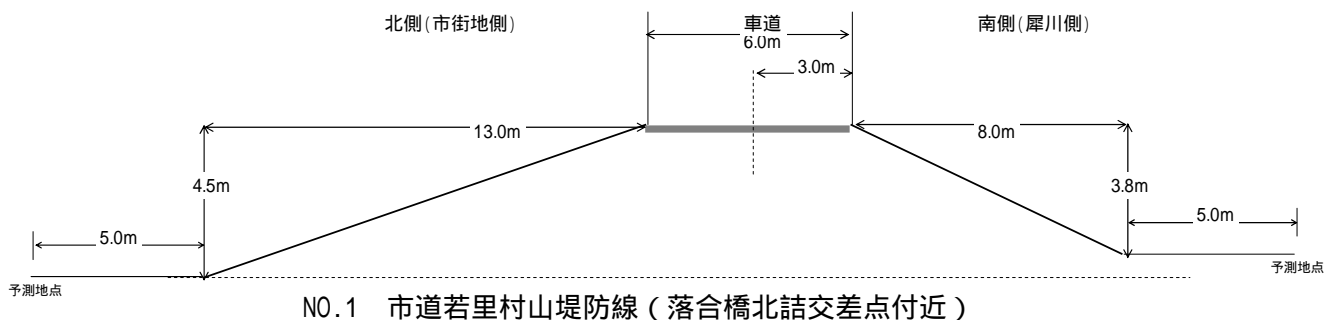 北側(市街地側)
車道
南側(犀川側)
6.0m
3.0m
13.0m
8.0m
4.5m
3.8m
5.0m
5.0m
予測地点
予測地点
NO.1 市道若里村山堤防線(落合橋北詰交差点付近)